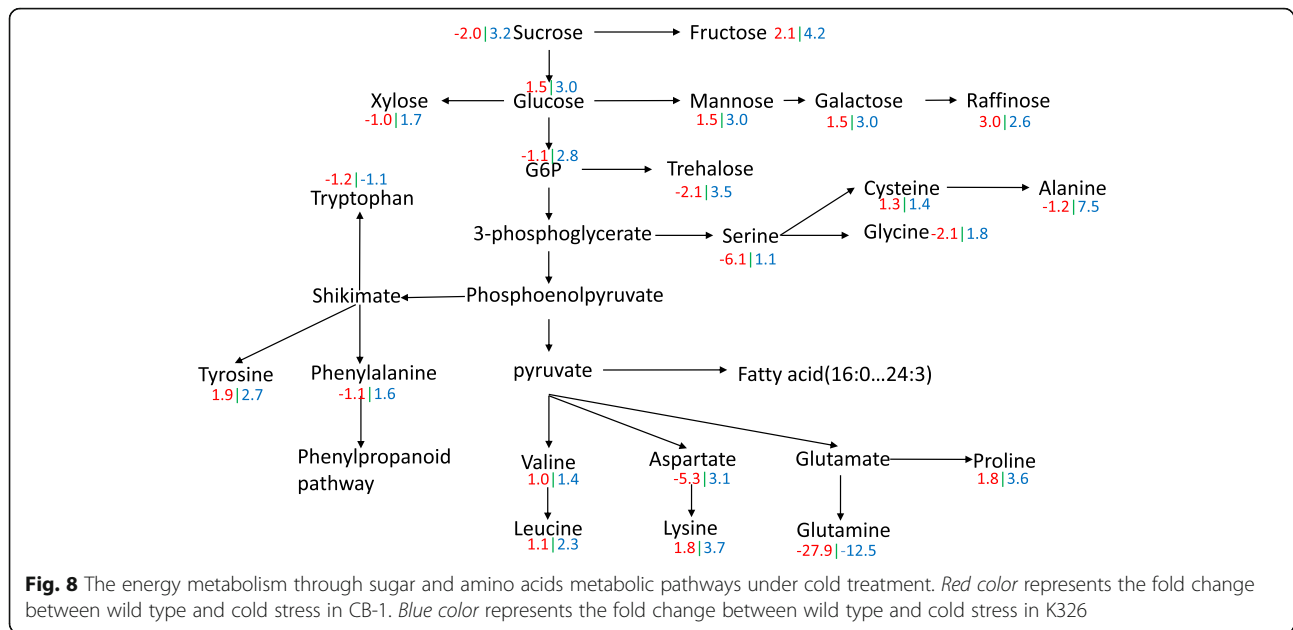 -2.0|3.2 Sucrose Fructose 2.1|4.2
1.5|3.0
Xylose Glucose Mannose Galactose Raffinose
-1.0|1.7 1.5|3.0 1.5|3.0 3.0|2.6
-1.1|2.8
G6P Trehalose
-2.1|3.5
-1.2|-1.1
Tryptophan
Cysteine Alanine
1.3|1.4 -1.2|7.5
3-phosphoglycerate Serine Glycine -2.1|1.8
-6.1|1.1
Shikimate Phosphoenolpyruvate
Tyrosine Phenylalanine pyruvate Fatty acid(16:0...24:3)
1.9|2.7 -1.1|1.6
Phenylpropanoid
pathway
Valine Aspartate Glutamate Proline
1.0|1.4 -5.3|3.1 1.8|3.6
Leucine Lysine Glutamine
1.1|2.3 1.8|3.7 -27.9|-12.5
Fig. 8 The energy metabolism through sugar and amino acids metabolic pathways under cold treatment. Red color represents the fold change
between wild type and cold stress in CB-1. Blue color represents the fold change between wild type and cold stress in K326